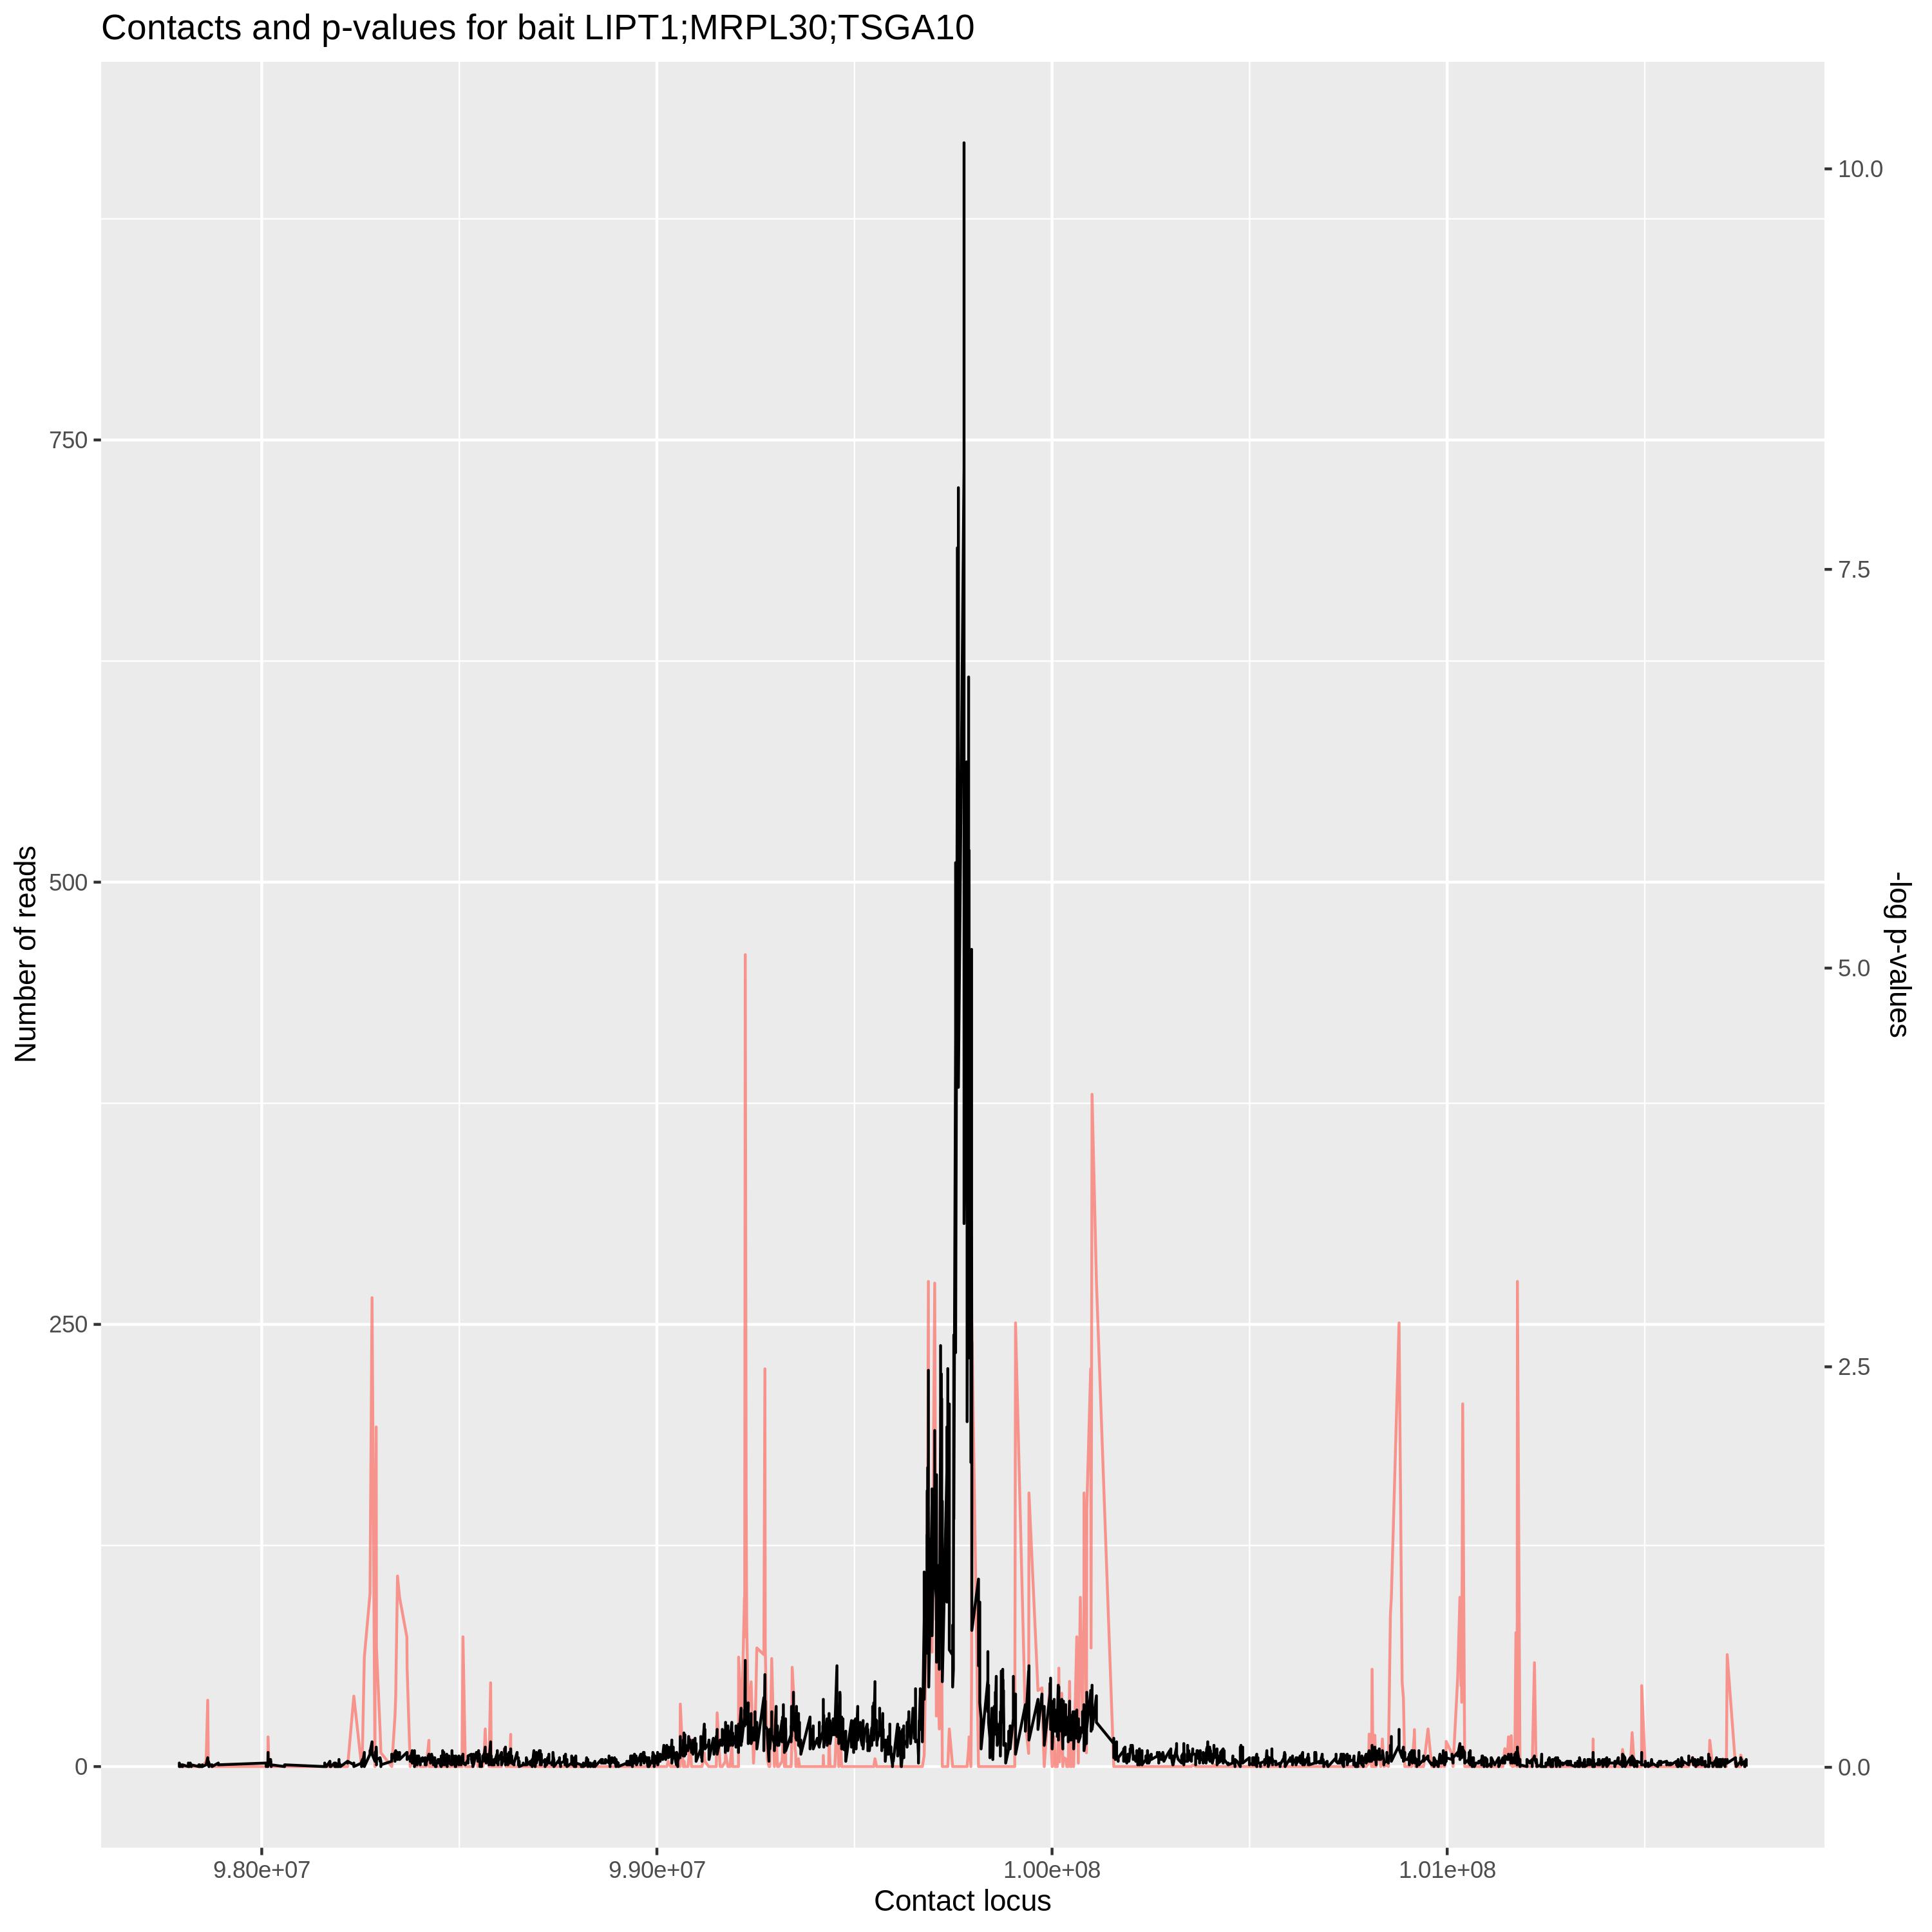 Contacts and p-values for bait LIPT1;MRPL30;TSGA10
10.0
750
7.5
Number of reads
500
5.0
-log p-values
250
2.5
0
0.0
9.80e+07
9.90e+07
1.00e+08
1.01e+08
Contact locus